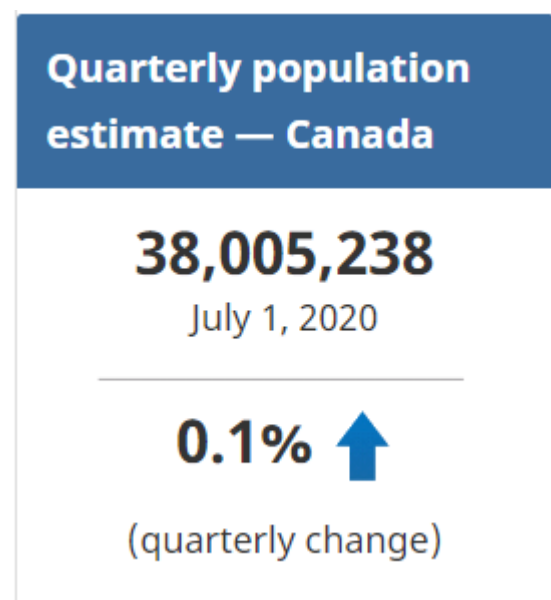 Quarterly population
estimate — Canada
38,005,238
July 1, 2020
0.1%
(quarterly change)